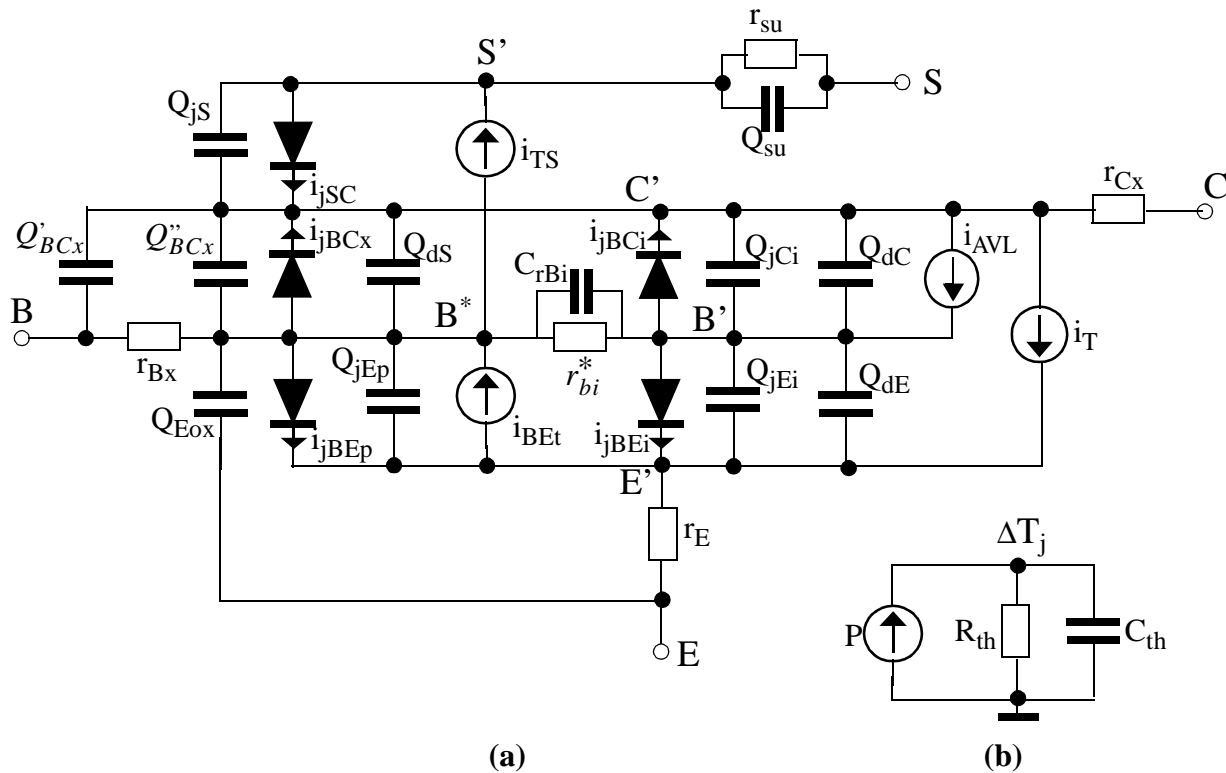 r_su
S'
S
Q_jS
Q_su
i_TS
i_jSC
r_Cx
C'
C
Q'_BCx
Q''_BCx
i_jBCx
Q_dS
i_jBCi
Q_jCi
Q_dC
i_AVL
C_rBi
B
B*
B'
i_T
r_Bx
Q_jEp
r*_bi
Q_jEi
Q_dE
Q_Eox
i_jBEp
i_BEt
i_jBEi
E'
r_E
ΔT_j
P
R_th
C_th
E
(a)
(b)